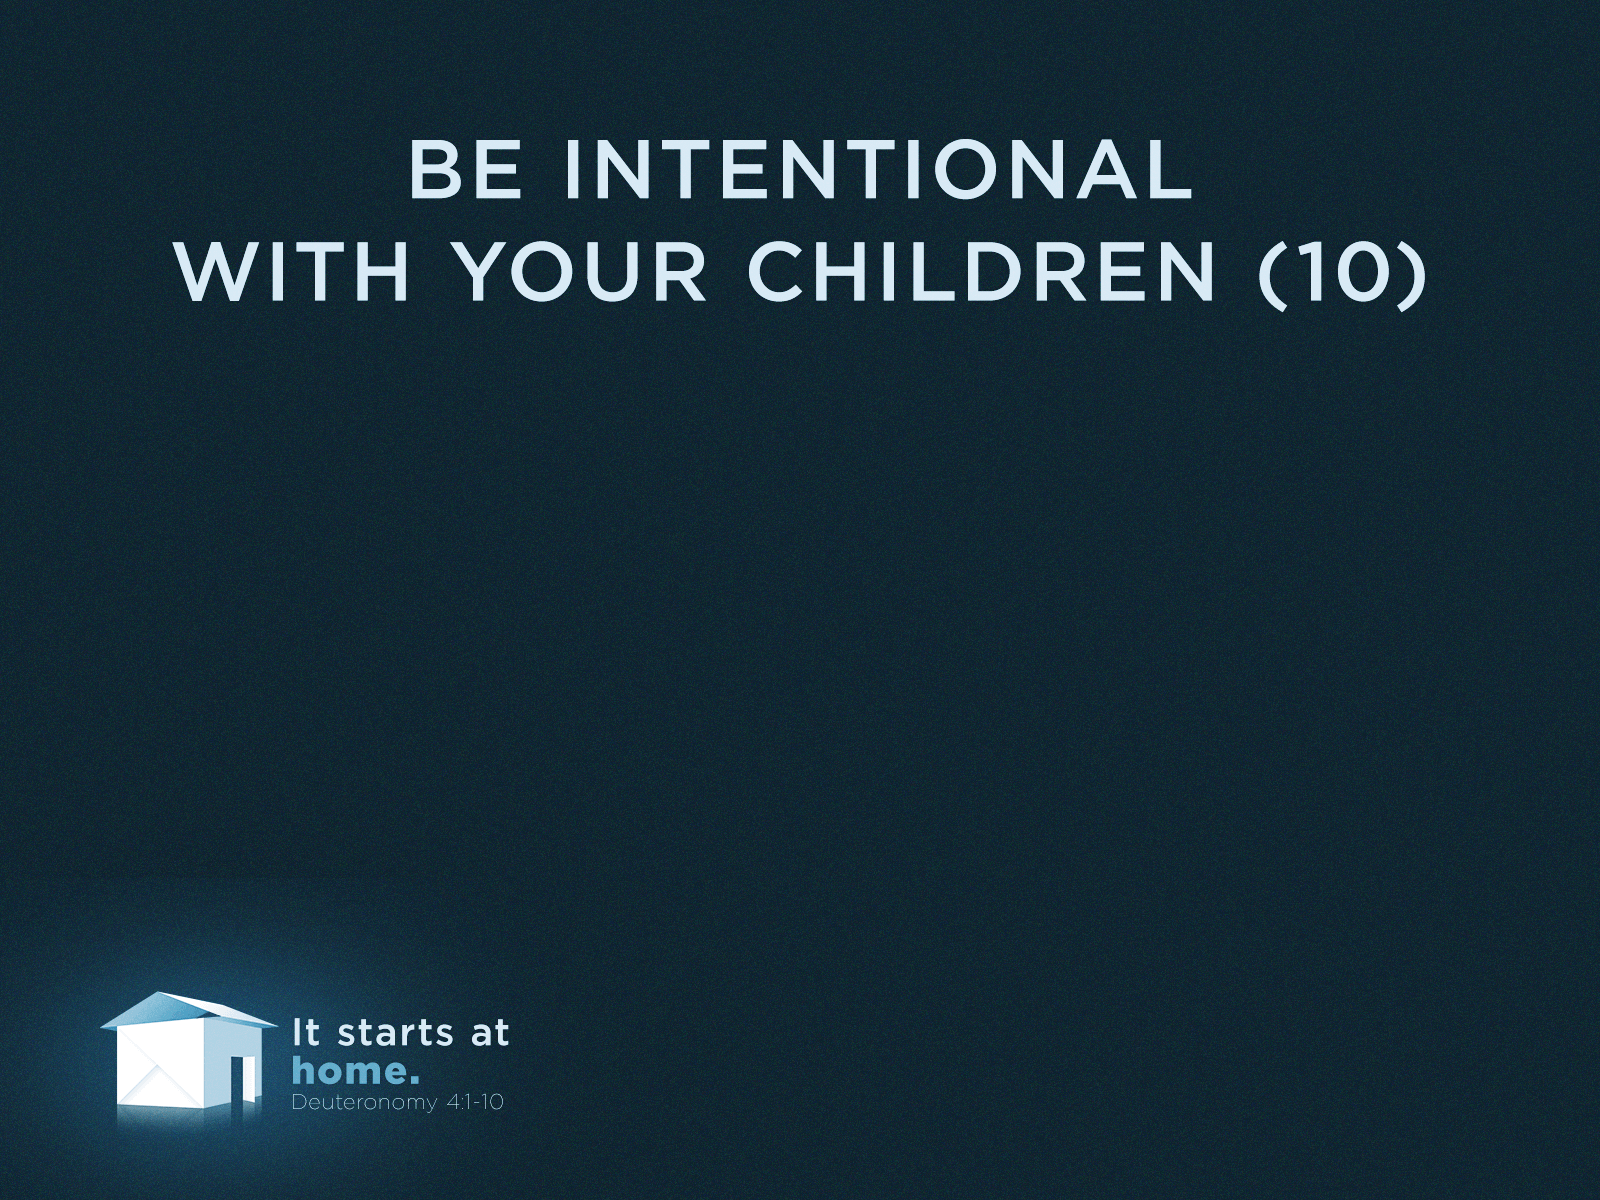 BE INTENTIONAL
WITH YOUR CHILDREN (10)
It starts at
home.
Deuteronomy 4:1-10